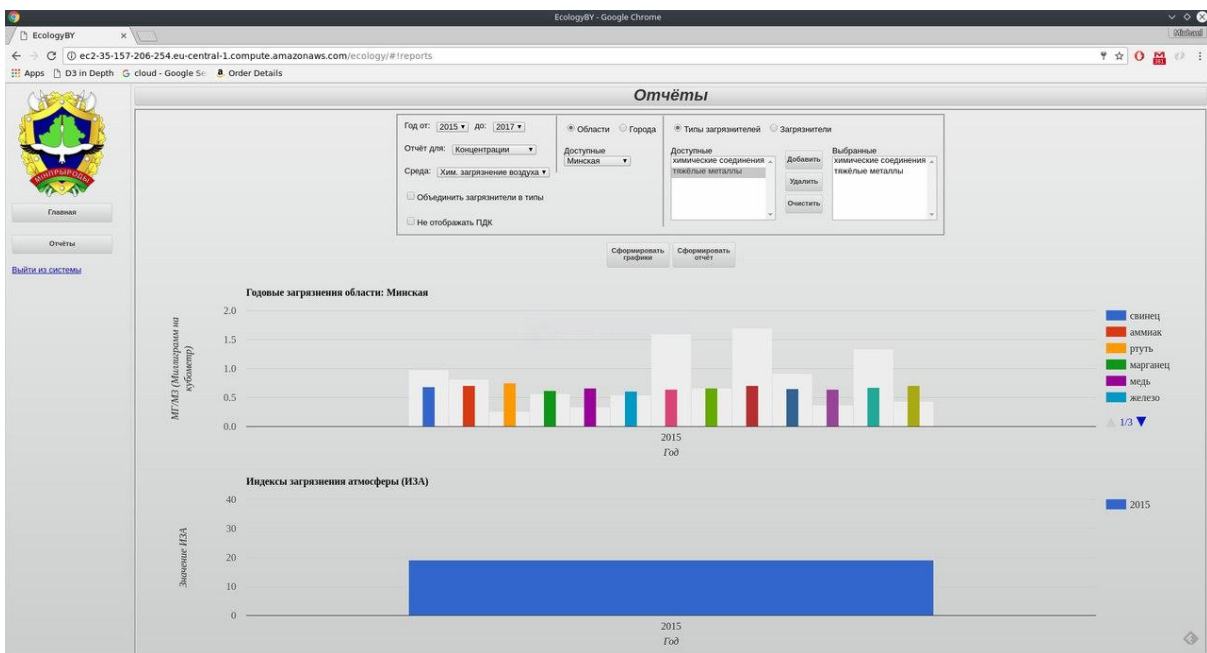 EcologyBY - Google Chrome
EcologyBY
Michael
ec2-35-157-206-254.eu-central-1.compute.amazonaws.com/ecology/#!reports
Apps D3 in Depth cloud - Google Se Order Details
МИНПРИРОДЫ
Отчёты
Главная
Отчёты
Выйти из системы
Год от: 2015 до: 2017
Отчёт для: Концентрации
Среда: Хим. загрязнение воздуха
Объединить загрязнители в типы
Не отображать ПДК
Области Города
Доступные
Минская
Типы загрязнителей Загрязнители
Доступные
химические соединения
тяжёлые металлы
Добавить
Удалить
Очистить
Выбранные
химические соединения
тяжёлые металлы
Сформировать
графики
Сформировать
отчёт
Годовые загрязнения области: Минская
МГ/М3 (Миллиграмм на
кубометр)
2.0
1.5
1.0
0.5
0.0
2015
Год
свинец
аммиак
ртуть
марганец
медь
железо
1/3
Индексы загрязнения атмосферы (ИЗА)
Значение ИЗА
40
30
20
10
0
2015
Год
2015